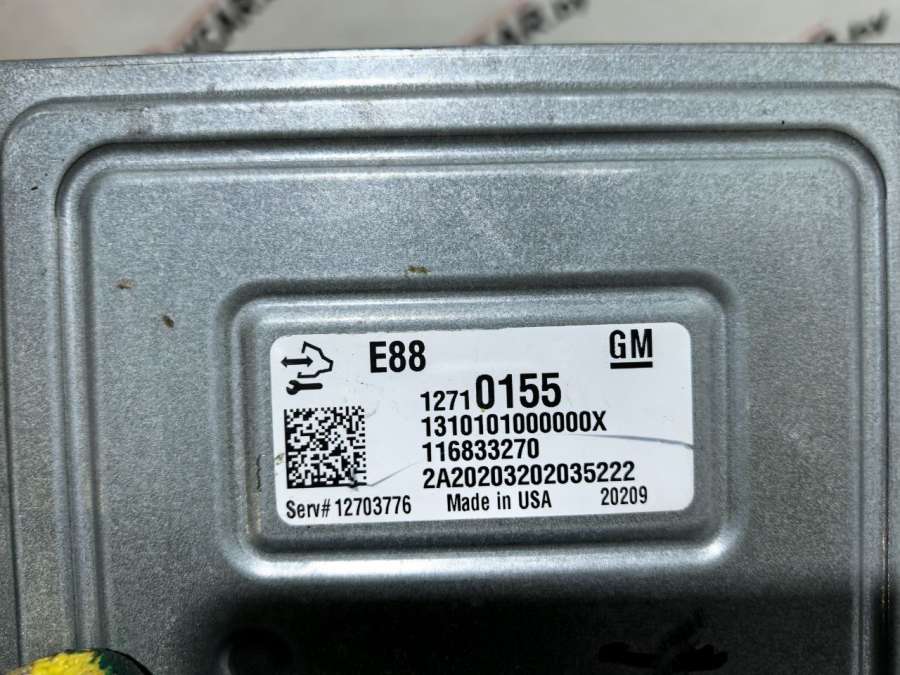 E88 GM
12710155
1310101000000X
116833270
2A20203202035222
Serv# 12703776 Made in USA 20209